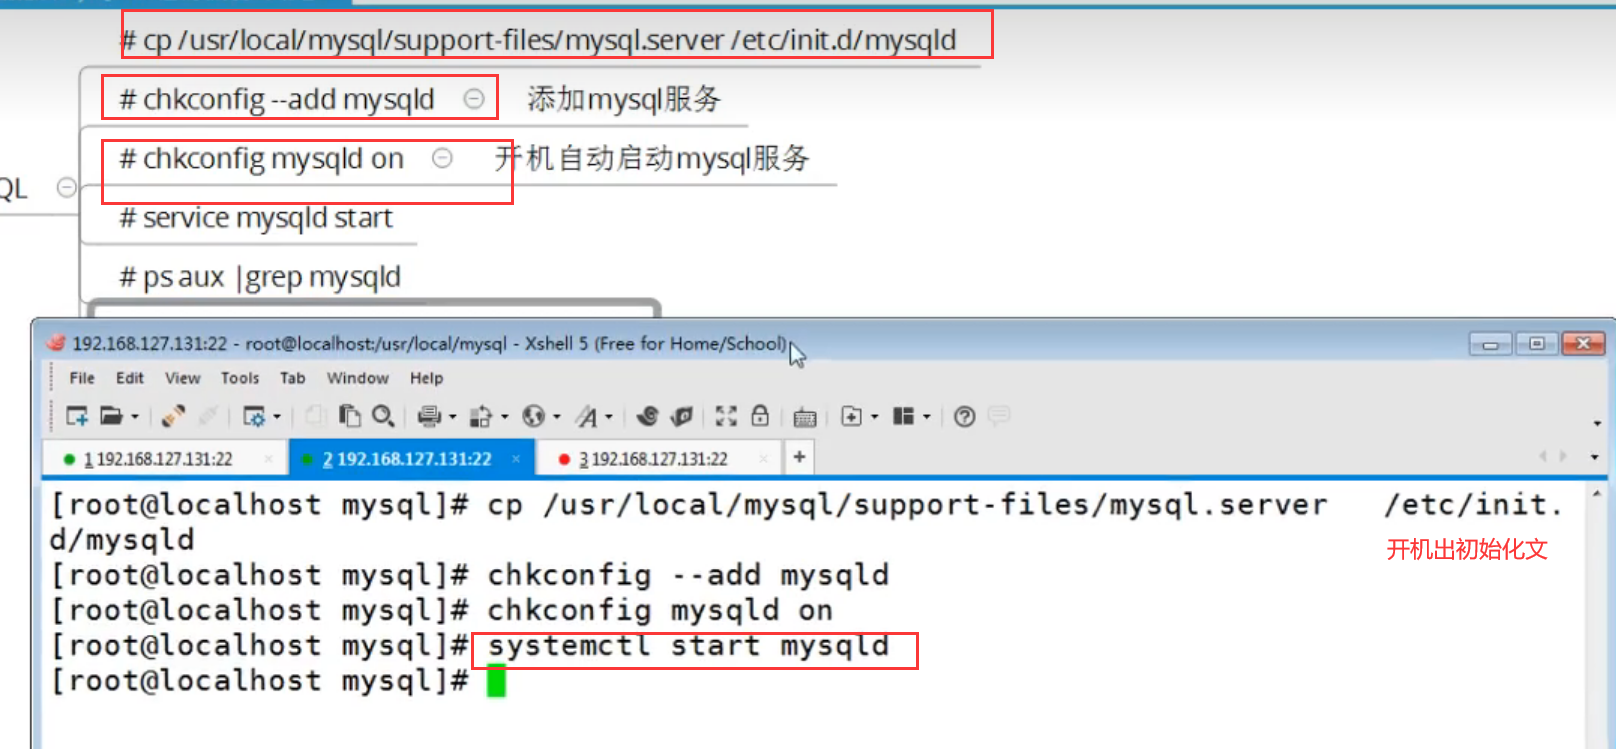 # cp /usr/local/mysql/support-files/mysql.server /etc/init.d/mysqld
# chkconfig --add mysqld 添加mysql服务
# chkconfig mysqld on 开机自动启动mysql服务
QL
# service mysqld start
# ps aux |grep mysqld
192.168.127.131:22 - root@localhost:/usr/local/mysql - Xshell 5 (Free for Home/School)
File Edit View Tools Tab Window Help
1 192.168.127.131:22 × 2 192.168.127.131:22 × 3 192.168.127.131:22 × +
[root@localhost mysql]# cp /usr/local/mysql/support-files/mysql.server /etc/init.
d/mysqld
开机出初始化文
[root@localhost mysql]# chkconfig --add mysqld
[root@localhost mysql]# chkconfig mysqld on
[root@localhost mysql]# systemctl start mysqld
[root@localhost mysql]#